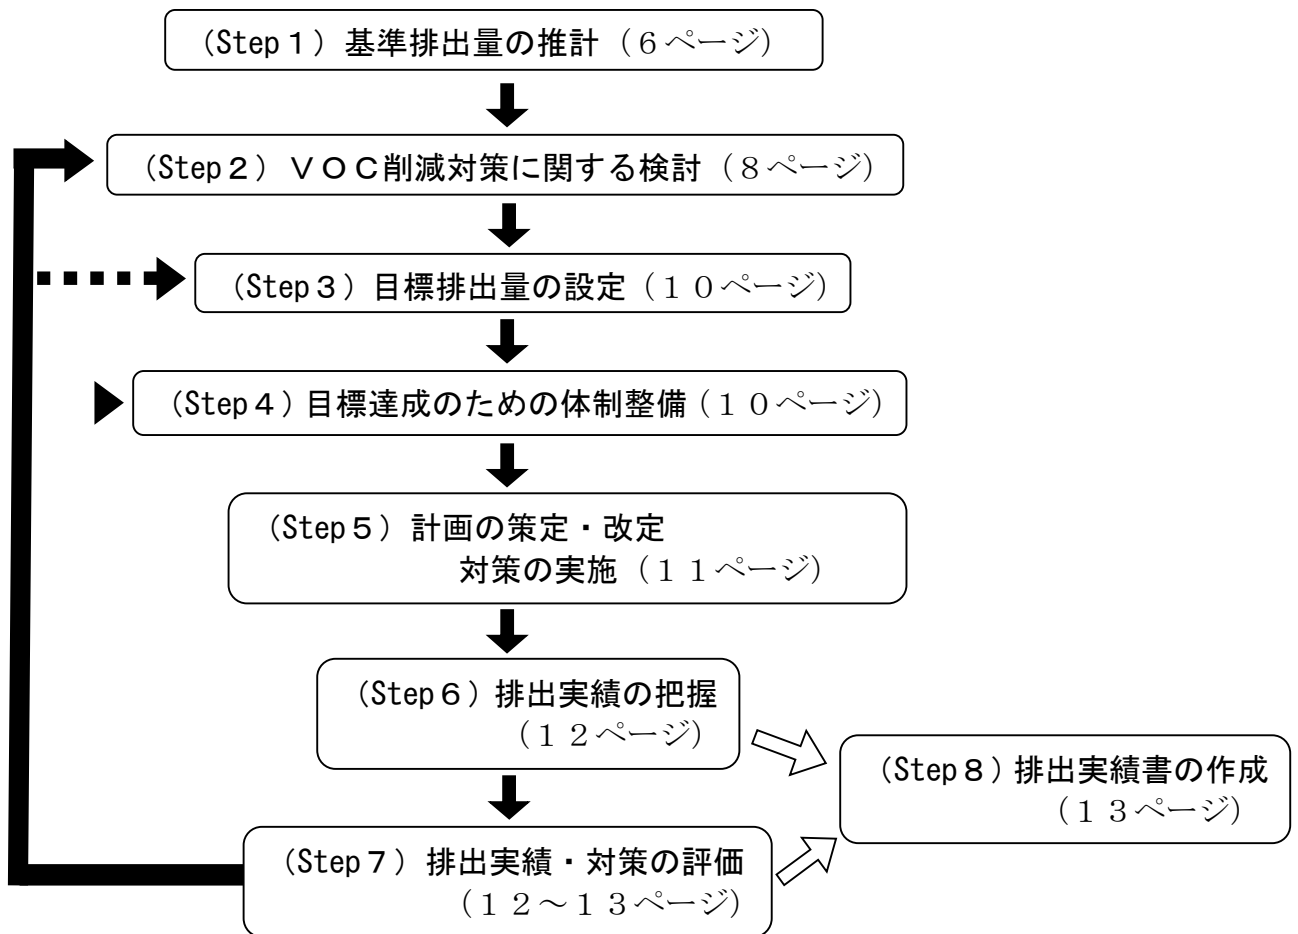 （Step１）基準排出量の推計（６ページ）
（Step２）ＶＯＣ削減対策に関する検討（８ページ）
（Step３）目標排出量の設定（１０ページ）
（Step４）目標達成のための体制整備（１０ページ）
（Step５）計画の策定・改定
対策の実施（１１ページ）
（Step６）排出実績の把握
（１２ページ）
（Step７）排出実績・対策の評価
（１２～１３ページ）
（Step８）排出実績書の作成
（１３ページ）